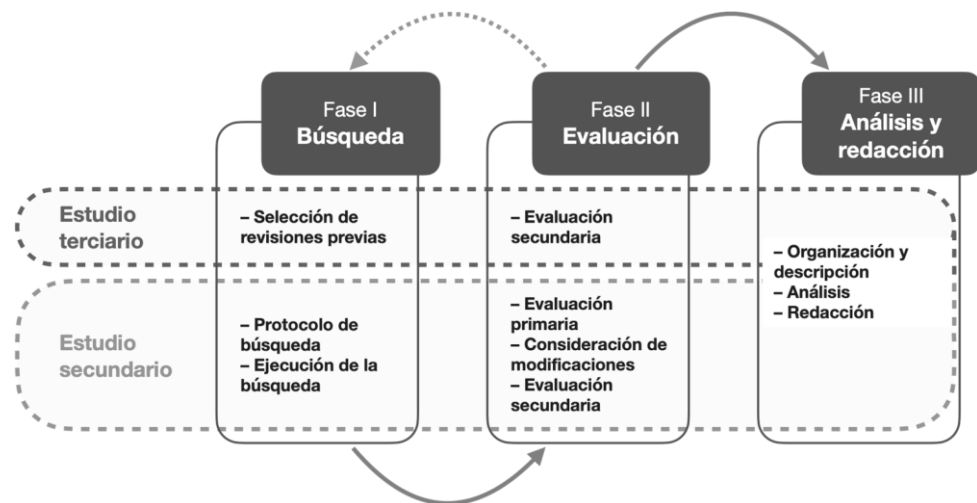 Fase I
Búsqueda
Fase II
Evaluación
Fase III
Análisis y
redacción
Estudio
terciario
– Selección de
revisiones previas
– Evaluación
secundaria
– Organización y
descripción
– Análisis
– Redacción
Estudio
secundario
– Protocolo de
búsqueda
– Ejecución de la
búsqueda
– Evaluación
primaria
– Consideración de
modificaciones
– Evaluación
secundaria